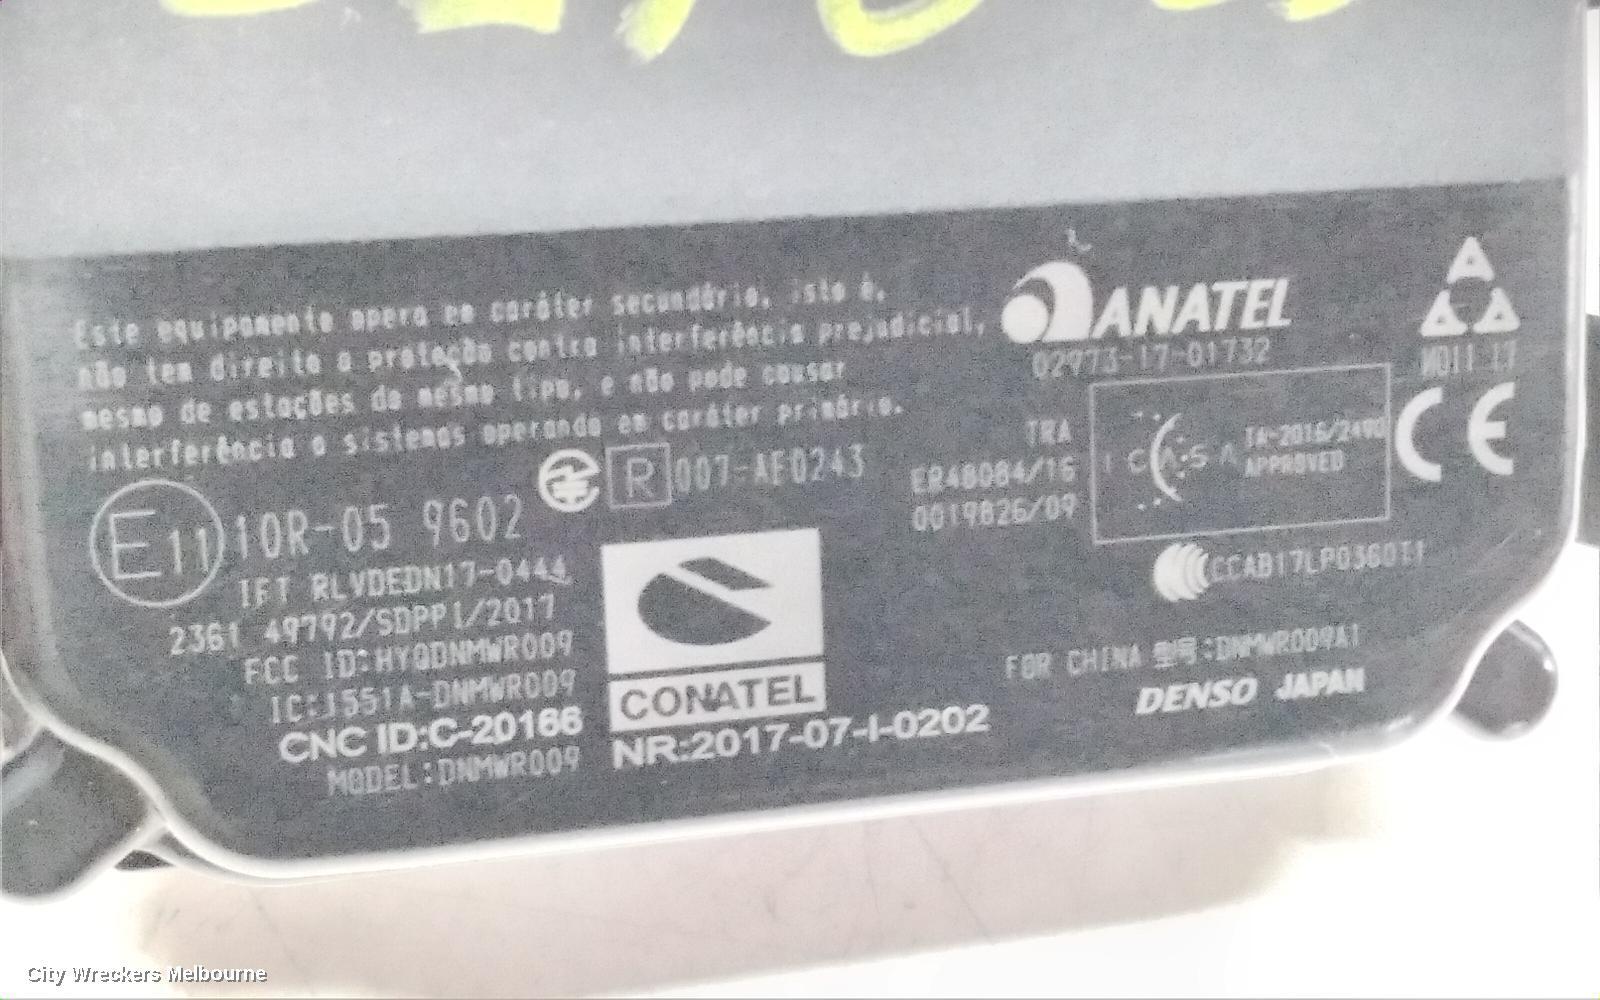 Este equipamento opera em caráter secundário, isto é,
não tem direito a proteção contra interferência prejudicial,
mesmo de estações do mesmo tipo, e não pode causar
interferência a sistemas operando em caráter primário.
ANATEL
02973-17-01732
R 007-AE0243
TRA
ER48084/16
0019826/09
ICASA TA-2016/2490
APPROVED
CE
E11 10R-05 9602
IFT RLVDEDN17-0444
2361 49792/SDPPI/2017
FCC ID:HYQDNMWR009
IC:1551A-DNMWR009
CNC ID:C-20166
MODEL:DNMWR009
CONATEL
NR:2017-07-I-0202
CCAB17LP0360T1
FOR CHINA 型号:DNMWR009A1
DENSO JAPAN
City Wreckers Melbourne